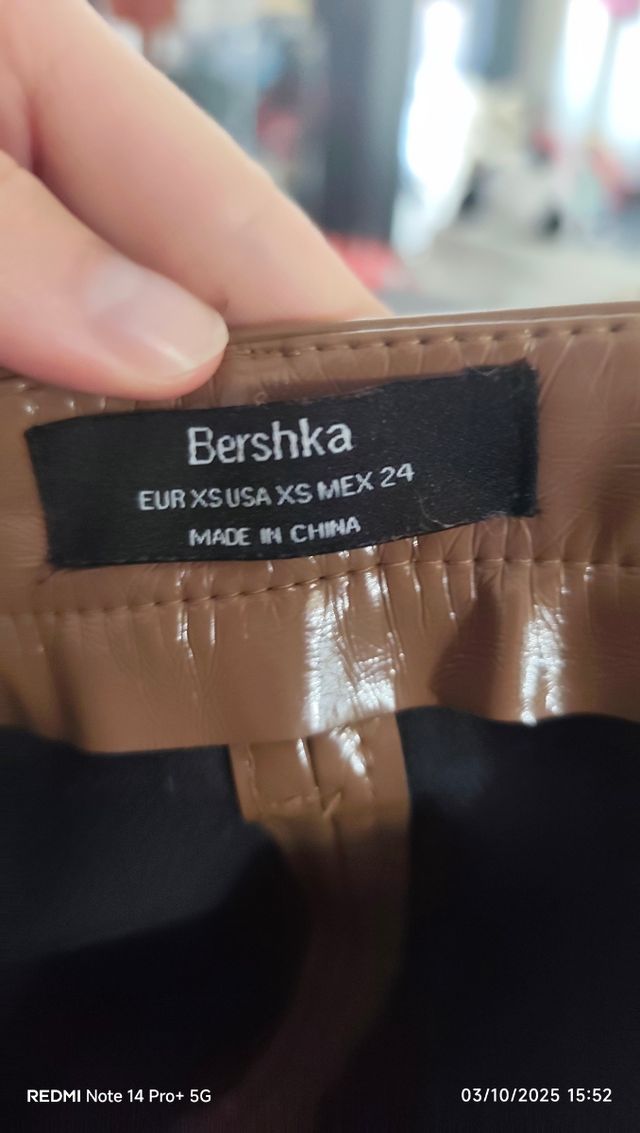 Bershka
EUR XS USA XS MEX 24
MADE IN CHINA
REDMI Note 14 Pro+ 5G
03/10/2025 15:52